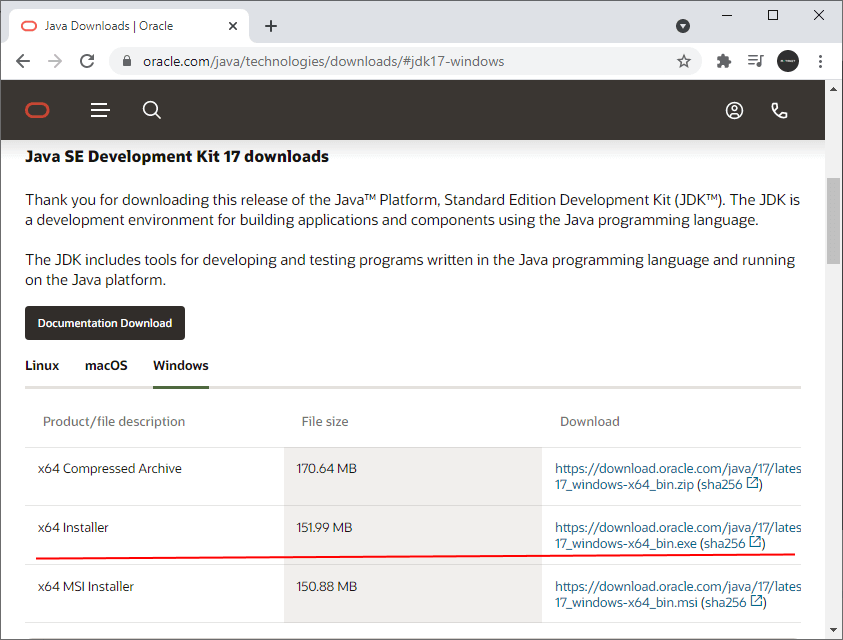 Java Downloads | Oracle
oracle.com/java/technologies/downloads/#jdk17-windows
Java SE Development Kit 17 downloads
Thank you for downloading this release of the Java™ Platform, Standard Edition Development Kit (JDK™). The JDK is
a development environment for building applications and components using the Java programming language.
The JDK includes tools for developing and testing programs written in the Java programming language and running
on the Java platform.
Documentation Download
Linux macOS Windows
Product/file description File size Download
x64 Compressed Archive 170.64 MB https://download.oracle.com/java/17/lates
17_windows-x64_bin.zip (sha256)
x64 Installer 151.99 MB https://download.oracle.com/java/17/lates
17_windows-x64_bin.exe (sha256)
x64 MSI Installer 150.88 MB https://download.oracle.com/java/17/lates
17_windows-x64_bin.msi (sha256)